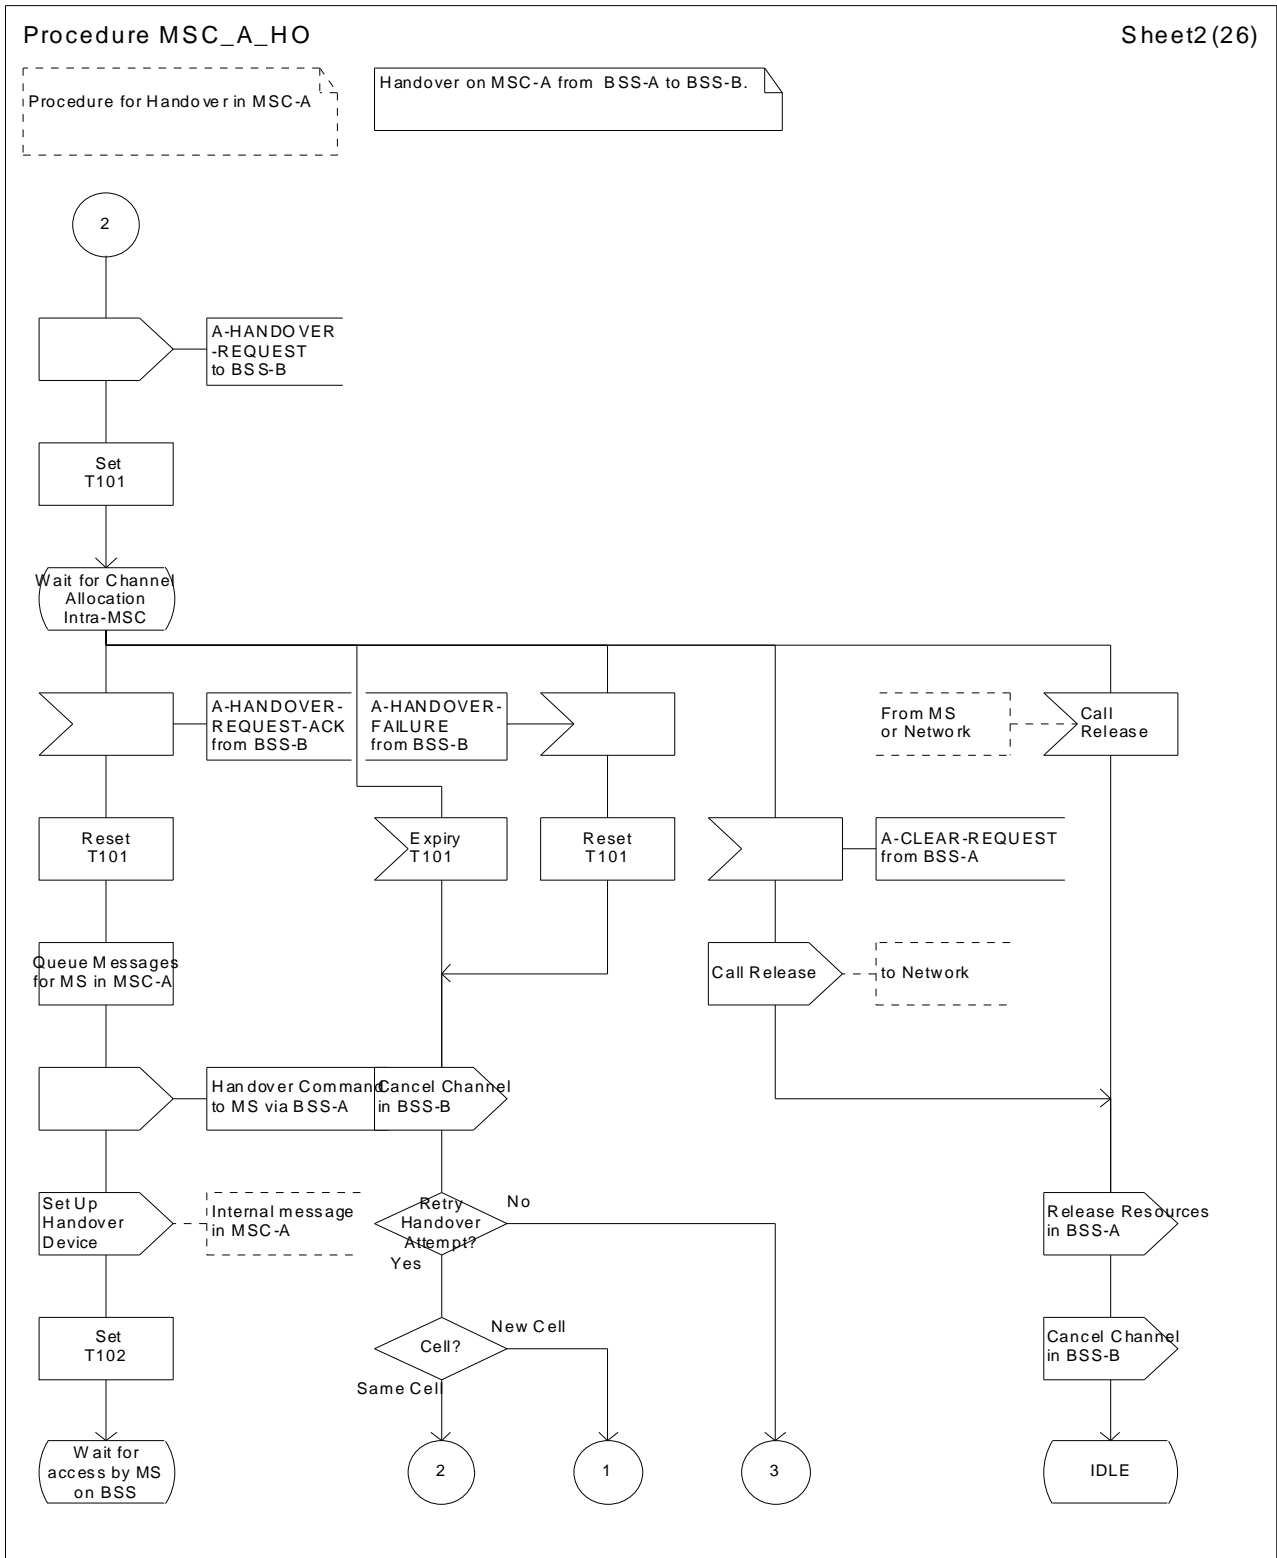 Procedure MSC_A_HO
Sheet2(26)
Procedure for Handover in MSC-A
Handover on MSC-A from BSS-A to BSS-B.
2
A-HANDOVER
-REQUEST
to BSS-B
Set
T101
Wait for Channel
Allocation
Intra-MSC
A-HANDOVER-
REQUEST-ACK
from BSS-B
A-HANDOVER-
FAILURE
from BSS-B
From MS
or Network
Call
Release
Reset
T101
Expiry
T101
Reset
T101
A-CLEAR-REQUEST
from BSS-A
Queue Messages
for MS in MSC-A
Call Release
to Network
Handover Command
to MS via BSS-A
Cancel Channel
in BSS-B
Set Up
Handover
Device
Internal message
in MSC-A
Retry
Handover
Attempt?
No
Yes
Release Resources
in BSS-A
Set
T102
Cell?
New Cell
Same Cell
Cancel Channel
in BSS-B
Wait for
access by MS
on BSS
2
1
3
IDLE